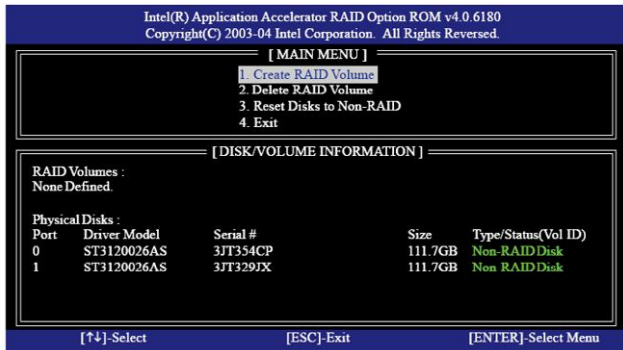 Intel(R) Application Accelerator RAID Option ROM v4.0.6180
Copyright(C) 2003-04 Intel Corporation. All Rights Reversed.
[ MAIN MENU ]
1. Create RAID Volume
2. Delete RAID Volume
3. Reset Disks to Non-RAID
4. Exit
[ DISK/VOLUME INFORMATION ]
RAID Volumes :
None Defined.
Physical Disks :
Port Driver Model Serial # Size Type/Status(Vol ID)
0 ST3120026AS 3JT354CP 111.7GB Non-RAID Disk
1 ST3120026AS 3JT329JX 111.7GB Non RAID Disk
[↑↓]-Select [ESC]-Exit [ENTER]-Select Menu